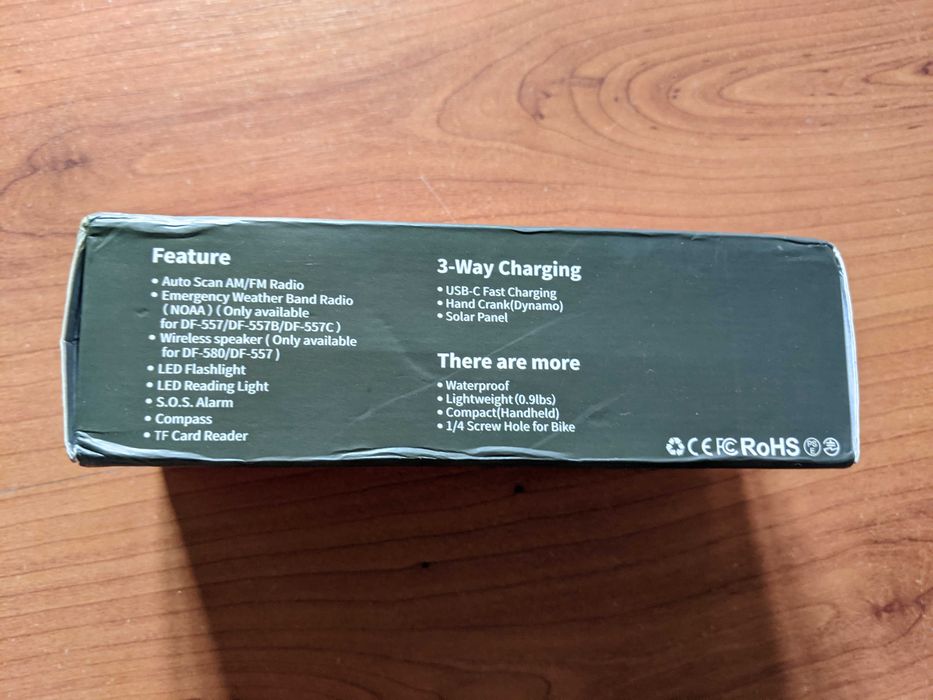 Feature
• Auto Scan AM/FM Radio
• Emergency Weather Band Radio
( NOAA ) ( Only available
for DF-557/DF-557B/DF-557C )
• Wireless speaker ( Only available
for DF-580/DF-557 )
• LED Flashlight
• LED Reading Light
• S.O.S. Alarm
• Compass
• TF Card Reader
3-Way Charging
• USB-C Fast Charging
• Hand Crank(Dynamo)
• Solar Panel
There are more
• Waterproof
• Lightweight (0.9lbs)
• Compact(Handheld)
• 1/4 Screw Hole for Bike
CE FC RoHS PS E